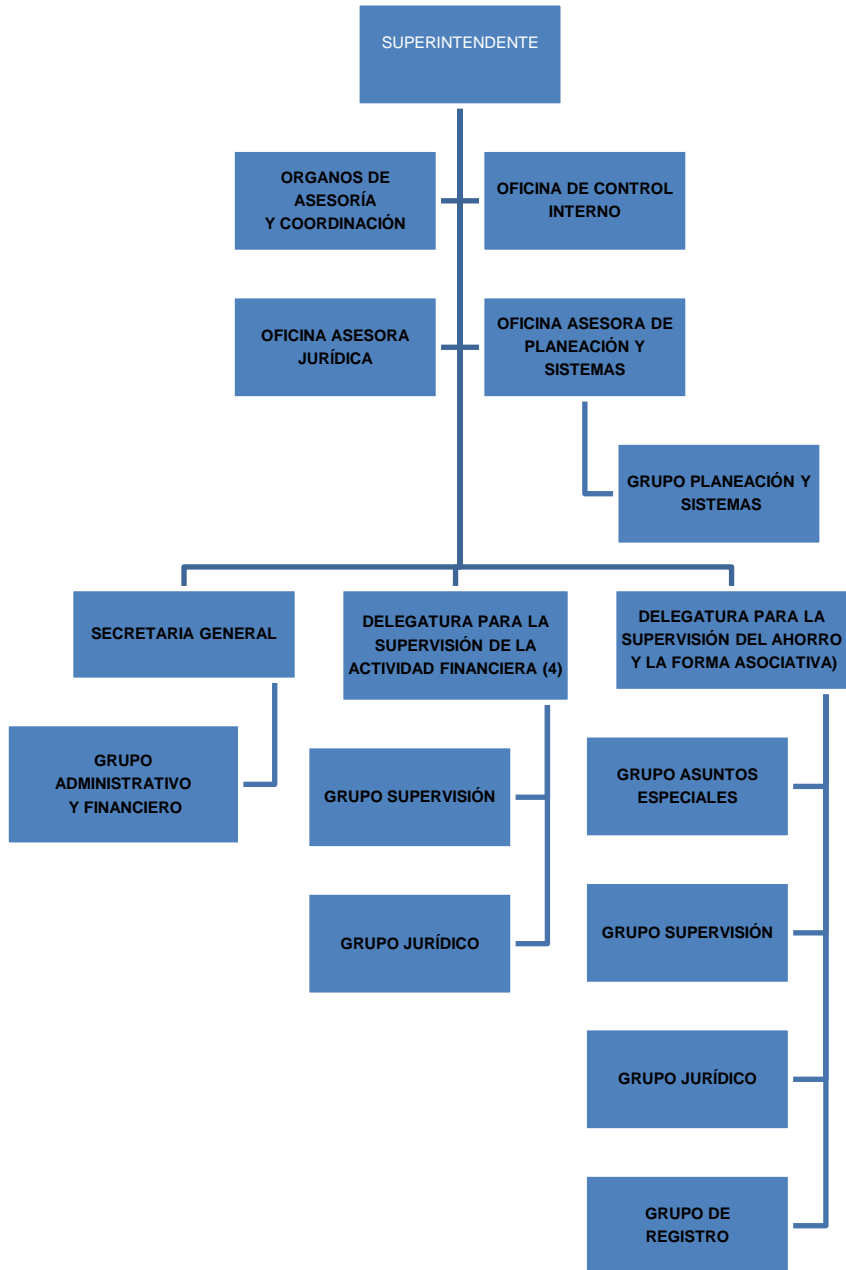 SUPERINTENDENTE
ORGANOS DE
ASESORÍA
Y COORDINACIÓN
OFICINA DE CONTROL
INTERNO
OFICINA ASESORA
JURÍDICA
OFICINA ASESORA DE
PLANEACIÓN Y
SISTEMAS
GRUPO PLANEACIÓN Y
SISTEMAS
SECRETARIA GENERAL
DELEGATURA PARA LA
SUPERVISIÓN DE LA
ACTIVIDAD FINANCIERA (4)
DELEGATURA PARA LA
SUPERVISIÓN DEL AHORRO
Y LA FORMA ASOCIATIVA)
GRUPO
ADMINISTRATIVO
Y FINANCIERO
GRUPO SUPERVISIÓN
GRUPO JURÍDICO
GRUPO ASUNTOS
ESPECIALES
GRUPO SUPERVISIÓN
GRUPO JURÍDICO
GRUPO DE
REGISTRO